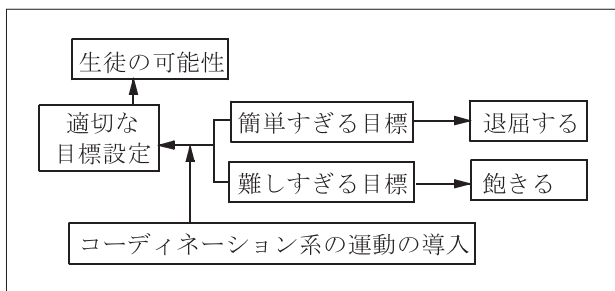 生徒の可能性
適切な
目標設定
簡単すぎる目標
退屈する
難しすぎる目標
飽きる
コーディネーション系の運動の導入